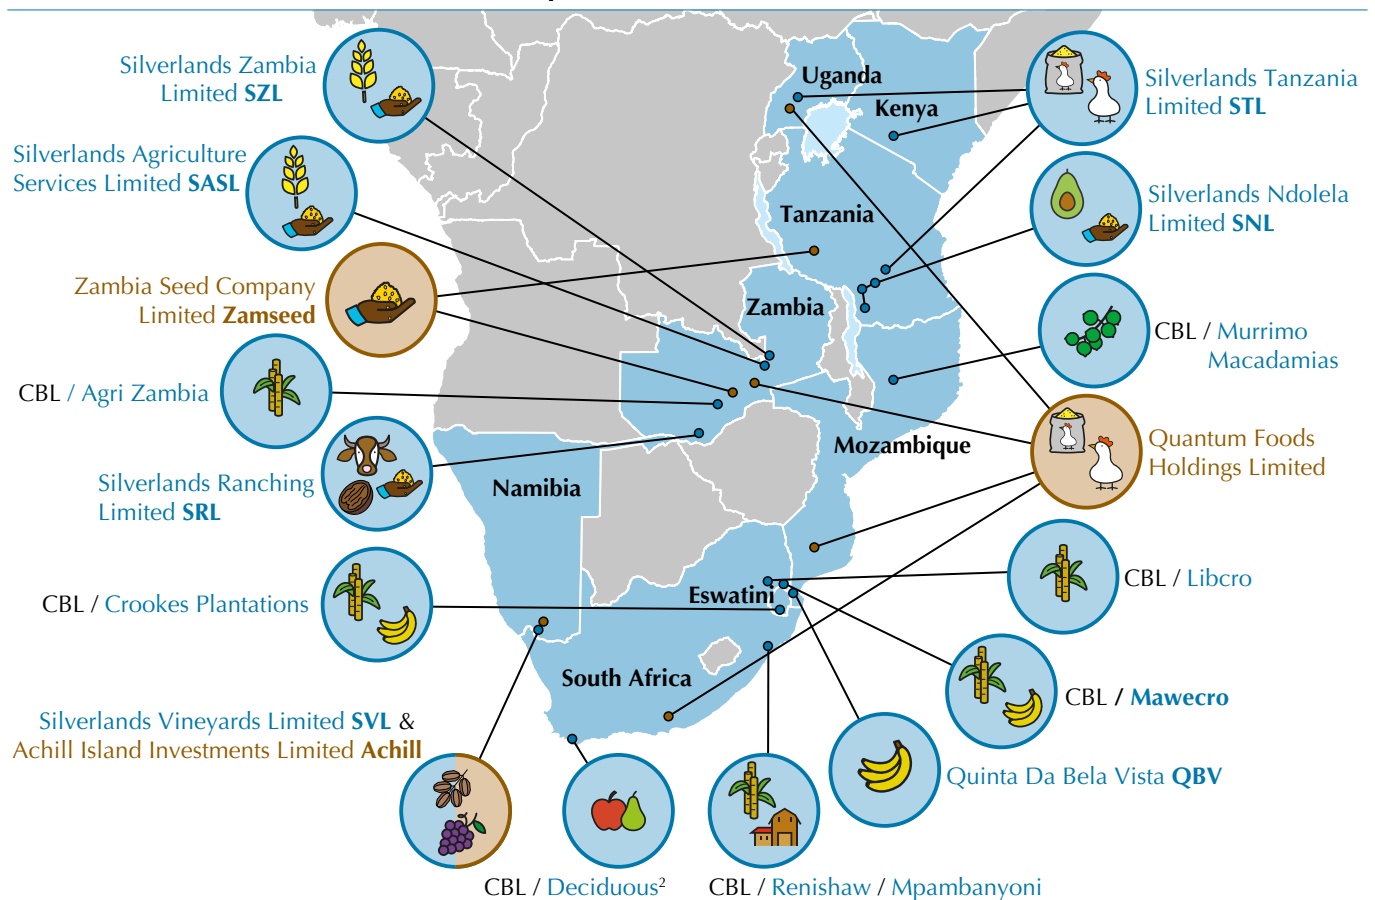 Silverlands Zambia
Limited SZL
Silverlands Agriculture
Services Limited SASL
Zambia Seed Company
Limited Zamseed
CBL / Agri Zambia
Silverlands Ranching
Limited SRL
CBL / Crookes Plantations
Silverlands Vineyards Limited SVL &
Achill Island Investments Limited Achill
Uganda
Kenya
Tanzania
Zambia
Mozambique
Namibia
Eswatini
South Africa
Silverlands Tanzania
Limited STL
Silverlands Ndolela
Limited SNL
CBL / Murrimo
Macadamias
Quantum Foods
Holdings Limited
CBL / Libcro
CBL / Mawecro
Quinta Da Bela Vista QBV
CBL / Deciduous²
CBL / Renishaw / Mpambanyoni